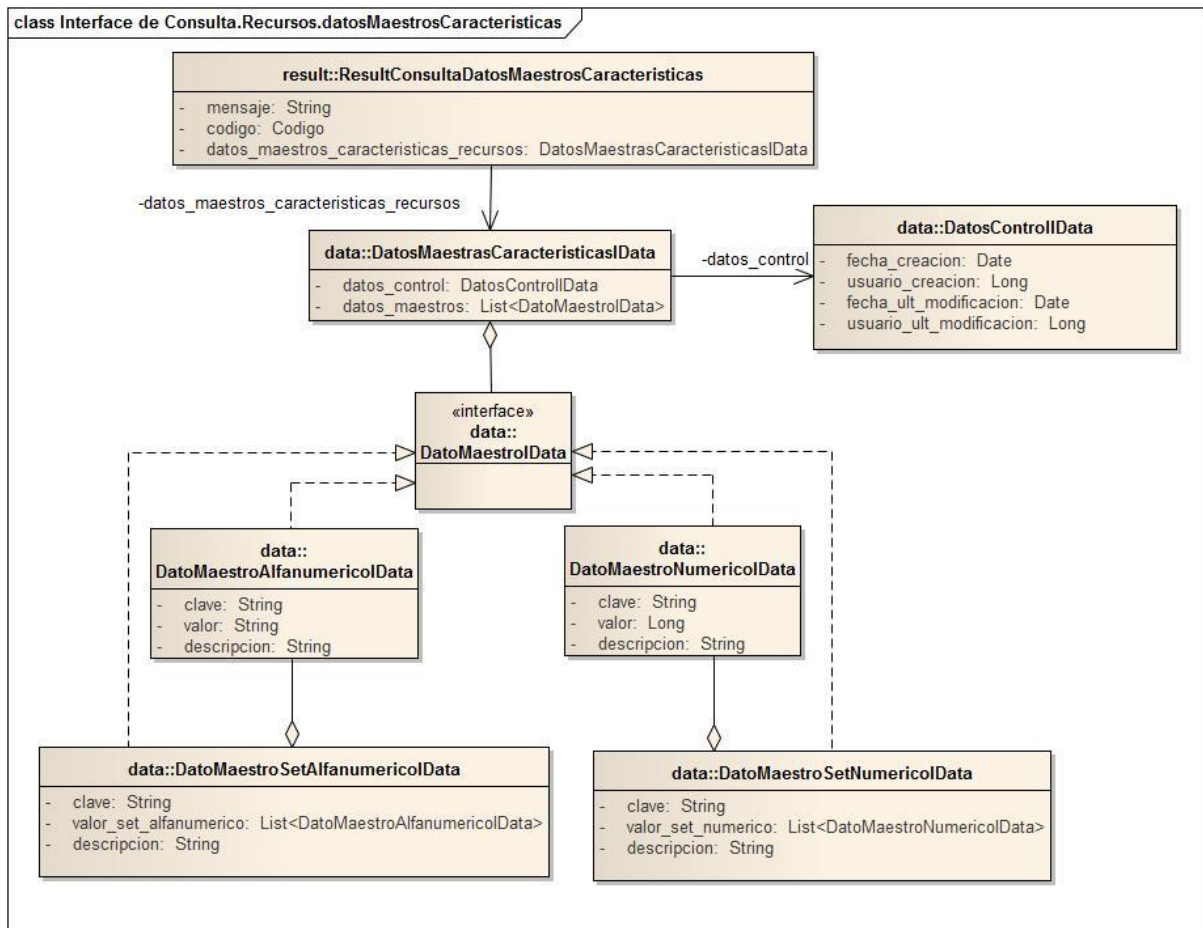 class Interface de Consulta.Recursos.datosMaestrosCaracteristicas
result::ResultConsultaDatosMaestrosCaracteristicas
- mensaje: String
- codigo: Codigo
- datos_maestros_caracteristicas_recursos: DatosMaestrasCaracteristicasIData
-datos_maestros_caracteristicas_recursos
data::DatosMaestrasCaracteristicasIData
- datos_control: DatosControlIData
- datos_maestros: List<DatoMaestroIData>
-datos_control
data::DatosControlIData
- fecha_creacion: Date
- usuario_creacion: Long
- fecha_ult_modificacion: Date
- usuario_ult_modificacion: Long
«interface»
data::
DatoMaestroIData
data::
DatoMaestroAlfanumericoIData
- clave: String
- valor: String
- descripcion: String
data::
DatoMaestroNumericoIData
- clave: String
- valor: Long
- descripcion: String
data::DatoMaestroSetAlfanumericoIData
- clave: String
- valor_set_alfanumerico: List<DatoMaestroAlfanumericoIData>
- descripcion: String
data::DatoMaestroSetNumericoIData
- clave: String
- valor_set_numerico: List<DatoMaestroNumericoIData>
- descripcion: String